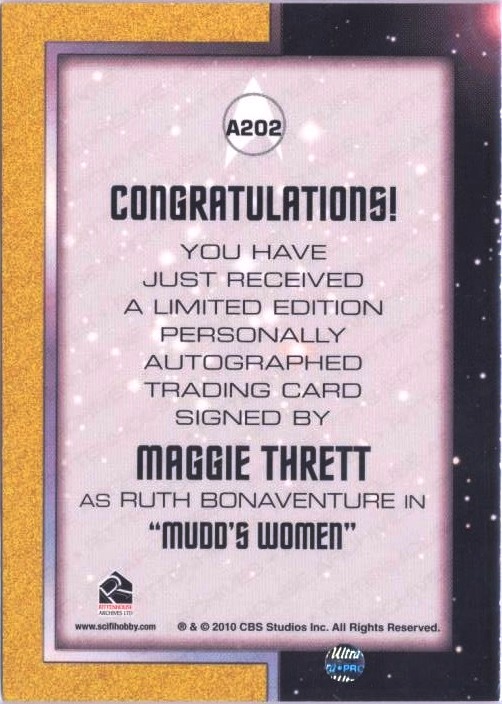 A202
CONGRATULATIONS!
YOU HAVE
JUST RECEIVED
A LIMITED EDITION
PERSONALLY
AUTOGRAPHED
TRADING CARD
SIGNED BY
MAGGIE THRETT
AS RUTH BONAVENTURE IN
“MUDD'S WOMEN”
RITTENHOUSE
ARCHIVES LTD
www.scifihobby.com
® & © 2010 CBS Studios Inc. All Rights Reserved.
Ultra
PRO